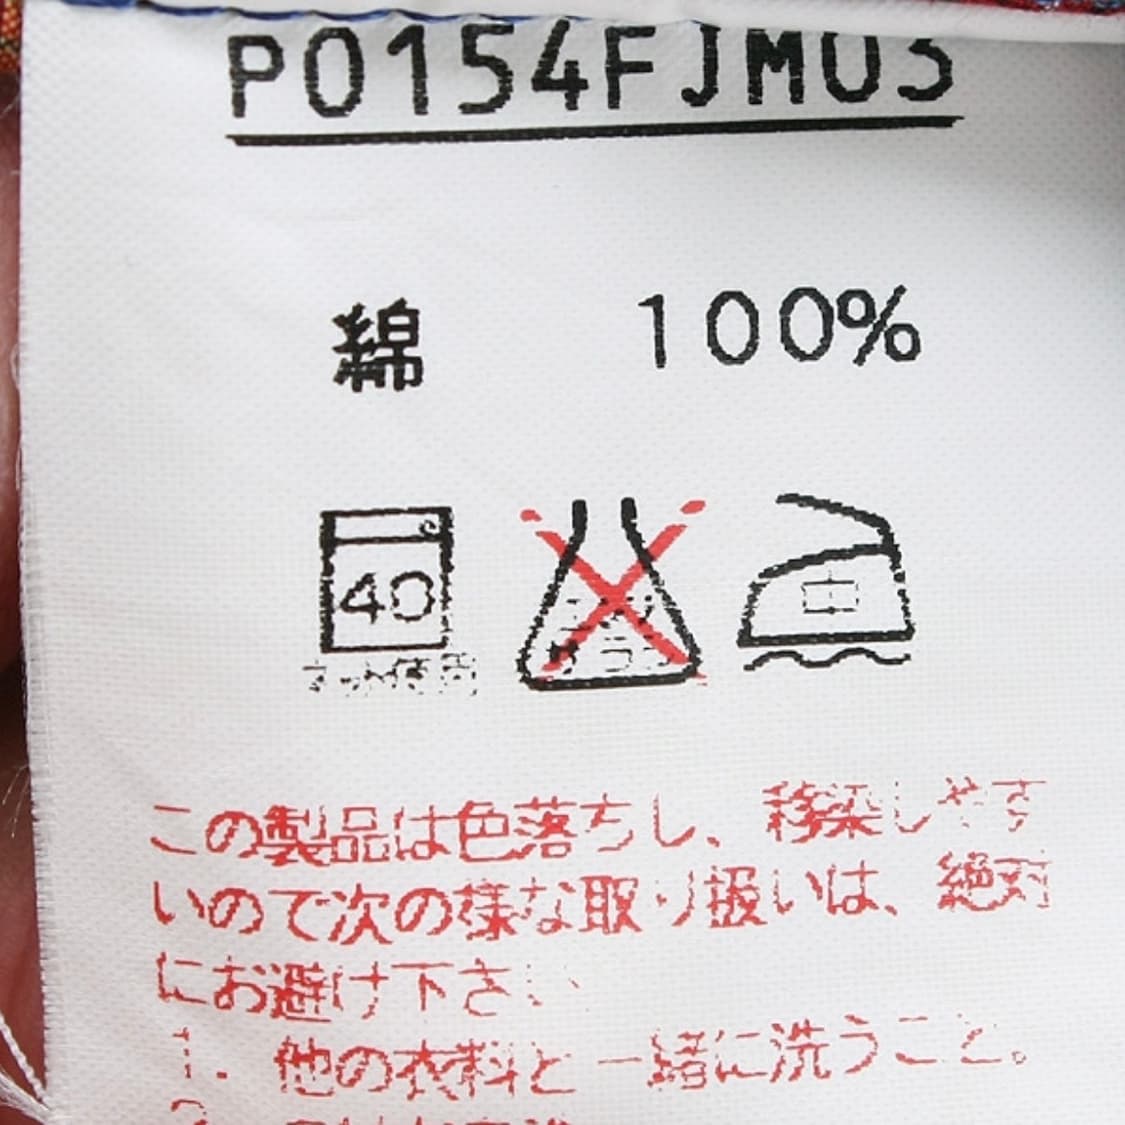 P0154FJM03
綿 100%
40 中
この製品は色落ちし、移染しやす
いので次の様な取り扱いは、絶対
にお避け下さい
1. 他の衣料と一緒に洗うこと。